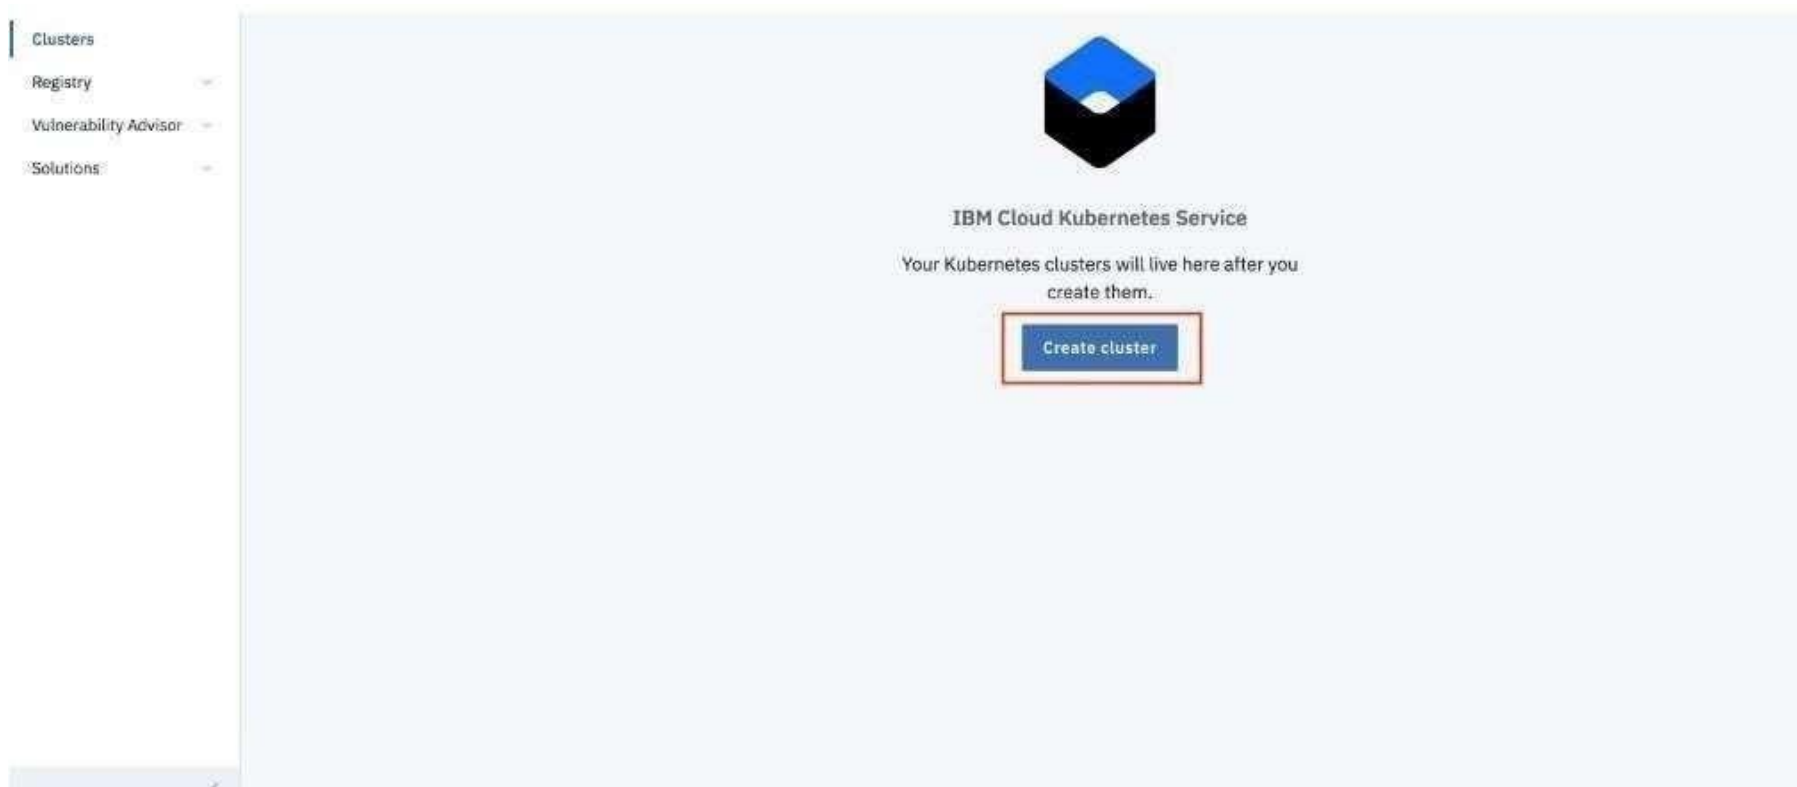 Clusters
Registry
Vulnerability Advisor
Solutions
IBM Cloud Kubernetes Service
Your Kubernetes clusters will live here after you
create them.
Create cluster